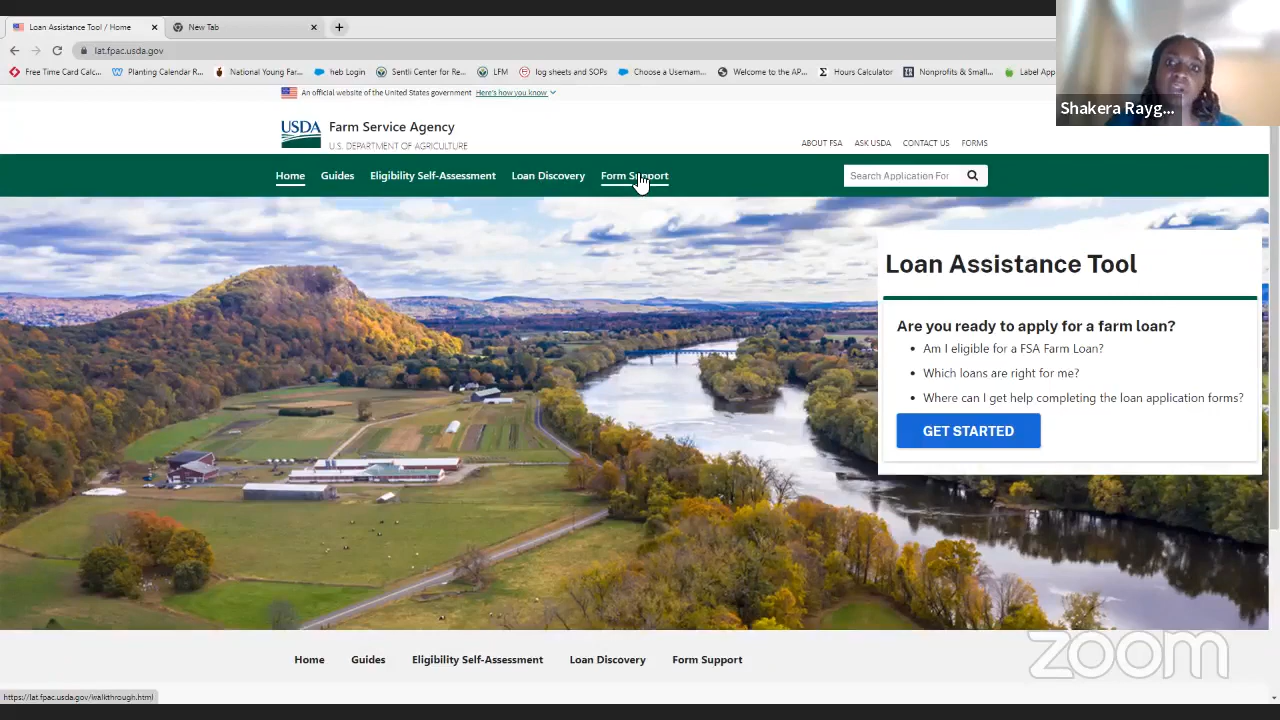 Loan Assistance Tool / Home
New Tab
lat.fpac.usda.gov
Free Time Card Calc...
Planting Calendar R...
National Young Far...
heb Login
Sentli Center for Re...
LFM
log sheets and SOPs
Choose a Usernam...
Welcome to the AP...
Hours Calculator
Nonprofits & Small...
Label App
Shakera Rayg...
An official website of the United States government Here's how you know
USDA Farm Service Agency
U.S. DEPARTMENT OF AGRICULTURE
ABOUT FSA ASK USDA CONTACT US FORMS
Home Guides Eligibility Self-Assessment Loan Discovery Form Support
Search Application For
Loan Assistance Tool
Are you ready to apply for a farm loan?
• Am I eligible for a FSA Farm Loan?
• Which loans are right for me?
• Where can I get help completing the loan application forms?
GET STARTED
Home Guides Eligibility Self-Assessment Loan Discovery Form Support
zoom
https://lat.fpac.usda.gov/walkthrough.html